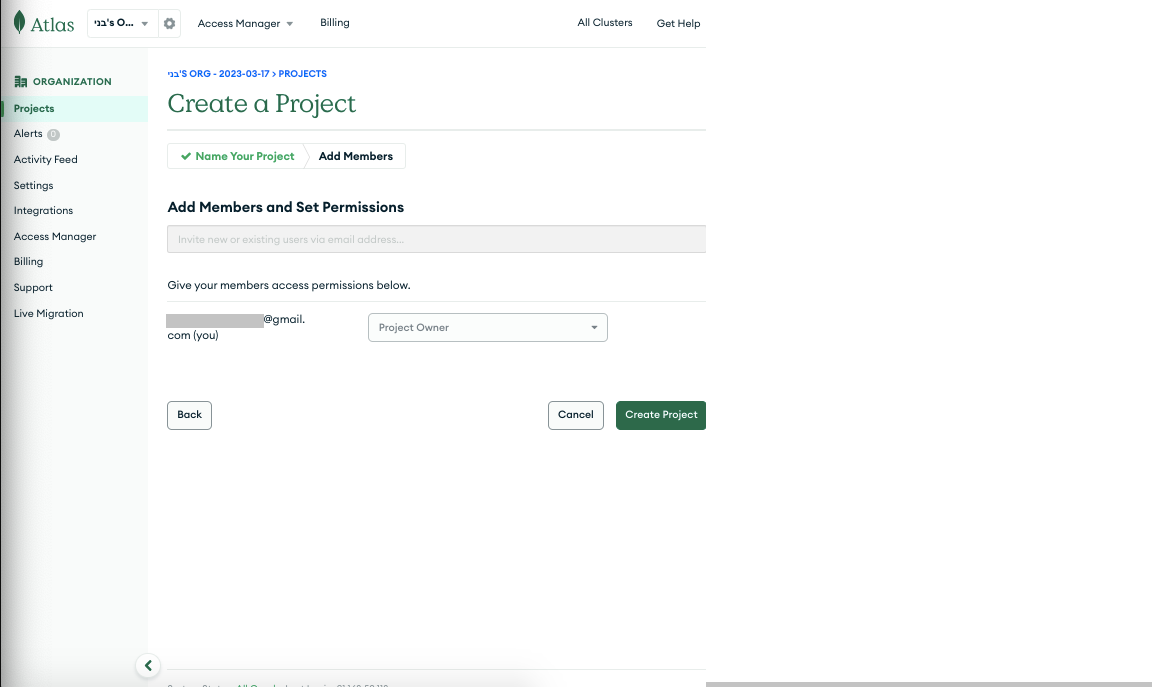 Atlas
בני's O...
Access Manager
Billing
All Clusters
Get Help
ORGANIZATION
Projects
Alerts 0
Activity Feed
Settings
Integrations
Access Manager
Billing
Support
Live Migration
בני'S ORG - 2023-03-17 > PROJECTS
Create a Project
Name Your Project
Add Members
Add Members and Set Permissions
Invite new or existing users via email address...
Give your members access permissions below.
@gmail.
com (you)
Project Owner
Back
Cancel
Create Project